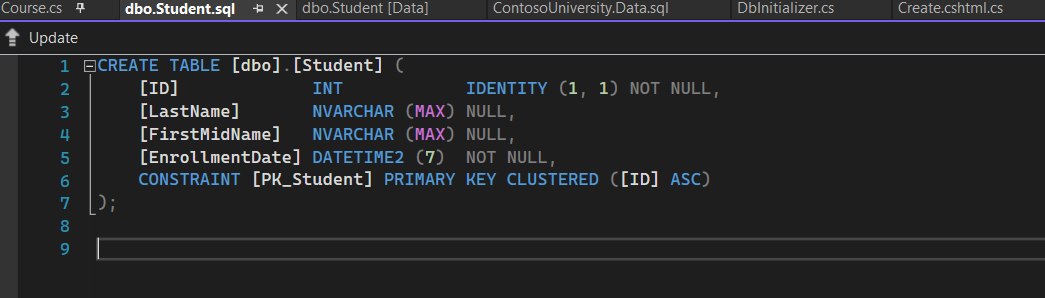 Course.cs dbo.Student.sql dbo.Student [Data] ContosoUniversity.Data.sql DbInitializer.cs Create.cshtml.cs
Update
1 CREATE TABLE [dbo].[Student] (
2 [ID] INT IDENTITY (1, 1) NOT NULL,
3 [LastName] NVARCHAR (MAX) NULL,
4 [FirstMidName] NVARCHAR (MAX) NULL,
5 [EnrollmentDate] DATETIME2 (7) NOT NULL,
6 CONSTRAINT [PK_Student] PRIMARY KEY CLUSTERED ([ID] ASC)
7 );
8
9